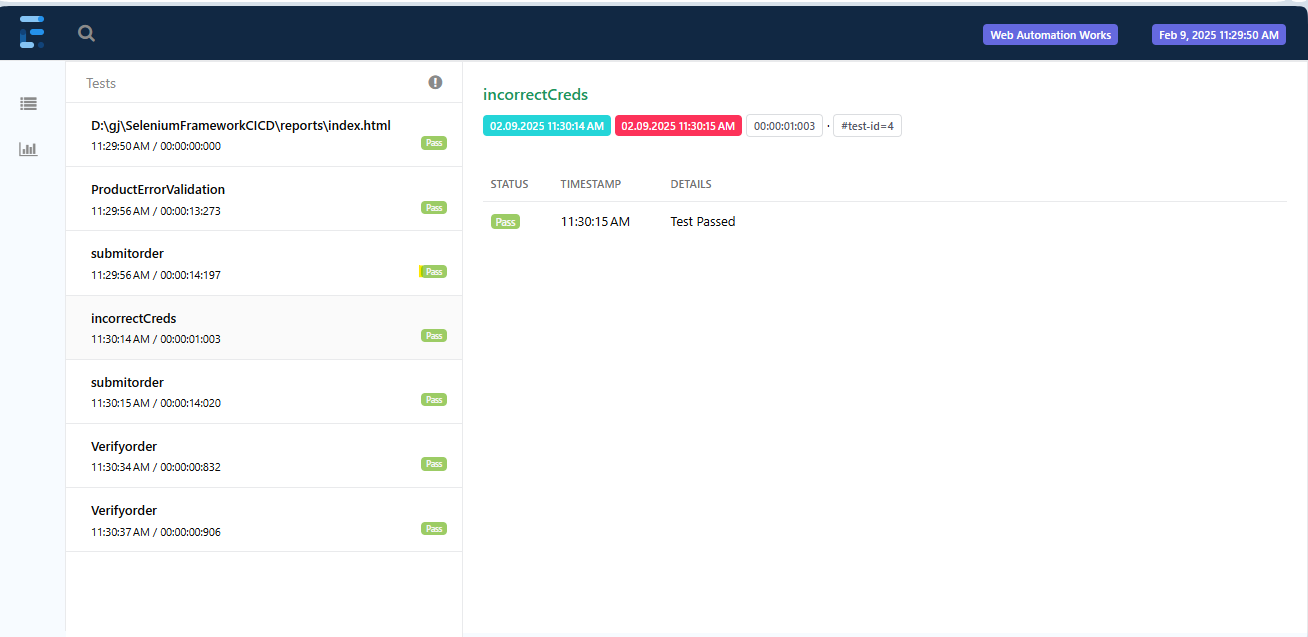 Web Automation Works
Feb 9, 2025 11:29:50 AM
Tests
D:\gj\SeleniumFrameworkCICD\reports\index.html
11:29:50 AM / 00:00:00:000
Pass
ProductErrorValidation
11:29:56 AM / 00:00:13:273
Pass
submitorder
11:29:56 AM / 00:00:14:197
Pass
incorrectCreds
11:30:14 AM / 00:00:01:003
Pass
submitorder
11:30:15 AM / 00:00:14:020
Pass
Verifyorder
11:30:34 AM / 00:00:00:832
Pass
Verifyorder
11:30:37 AM / 00:00:00:906
Pass
incorrectCreds
02.09.2025 11:30:14 AM 02.09.2025 11:30:15 AM 00:00:01:003 · #test-id=4
STATUS TIMESTAMP DETAILS
Pass 11:30:15 AM Test Passed